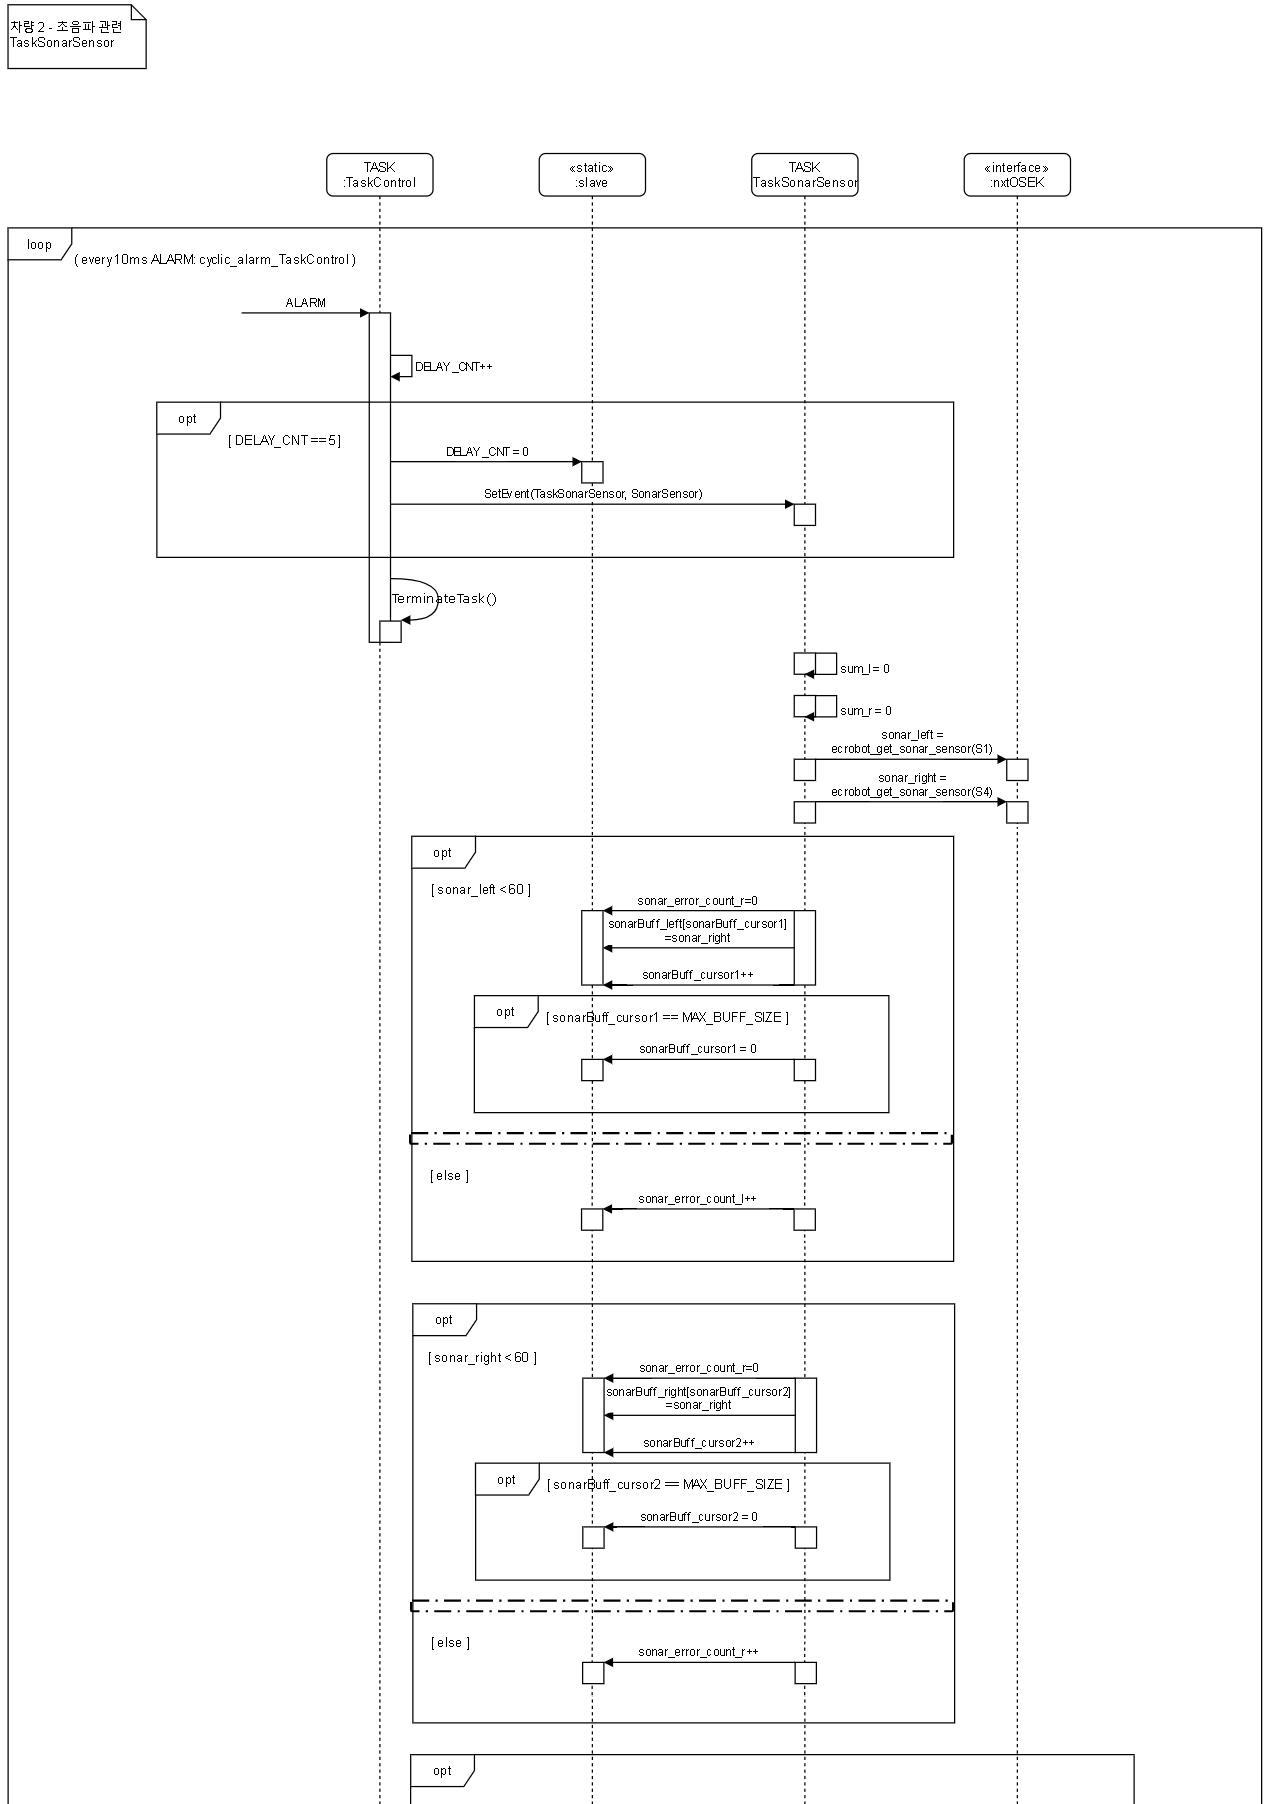 차량 2 - 초음파 관련
TaskSonarSensor
TASK
:TaskControl
«static»
:slave
TASK
TaskSonarSensor
«interface»
:nxtOSEK
loop
( every10ms ALARM: cyclic_alarm_TaskControl )
ALARM
DELAY_CNT++
opt
[ DELAY_CNT ==5]
DELAY_CNT = 0
SetEvent(TaskSonarSensor, SonarSensor)
TerminateTask()
sum_l = 0
sum_r = 0
sonar_left =
ecrobot_get_sonar_sensor(S1)
sonar_right =
ecrobot_get_sonar_sensor(S4)
opt
[ sonar_left <60 ]
sonar_error_count_r=0
sonarBuff_left[sonarBuff_cursor1]
=sonar_right
sonarBuff_cursor1++
opt
[ sonarBuff_cursor1 == MAX_BUFF_SIZE ]
sonarBuff_cursor1 = 0
[ else ]
sonar_error_count_l++
opt
[ sonar_right <60 ]
sonar_error_count_r=0
sonarBuff_right[sonarBuff_cursor2]
=sonar_right
sonarBuff_cursor2++
opt
[ sonarBuff_cursor2 == MAX_BUFF_SIZE ]
sonarBuff_cursor2 = 0
[ else ]
sonar_error_count_r++
opt